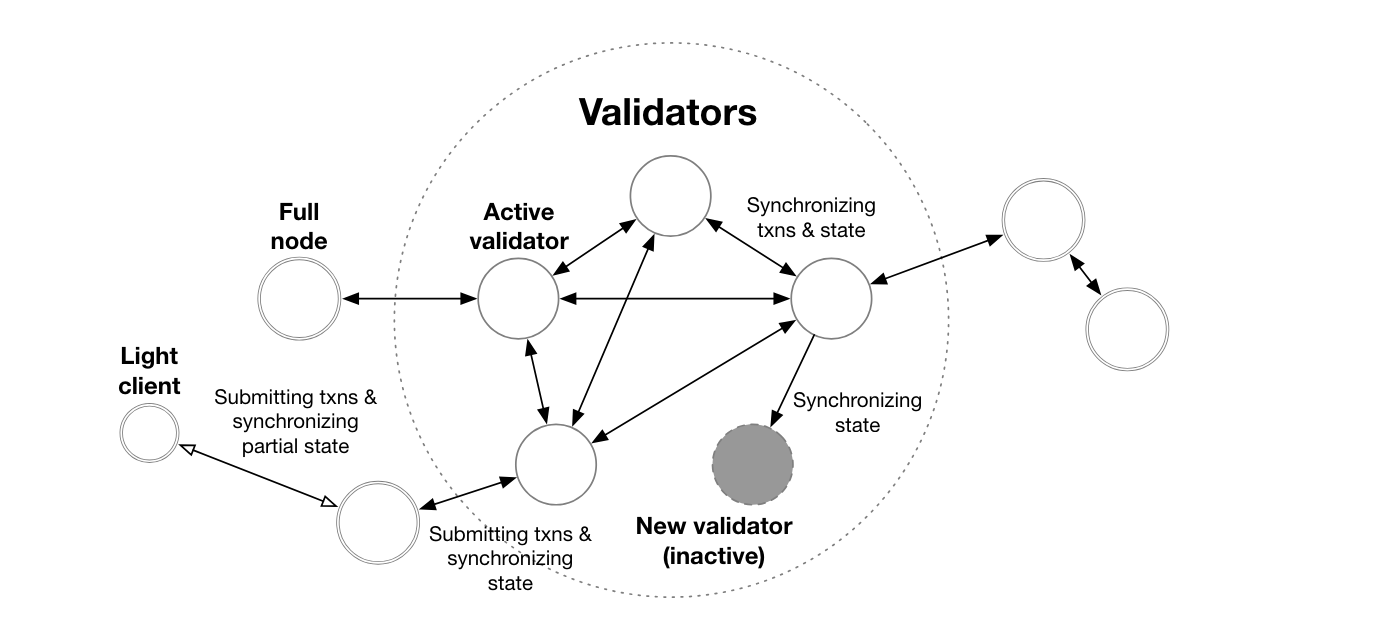 Validators
Full
node
Active
validator
Synchronizing
txns & state
Light
client
Submitting txns &
synchronizing
partial state
Synchronizing
state
Submitting txns &
synchronizing
state
New validator
(inactive)